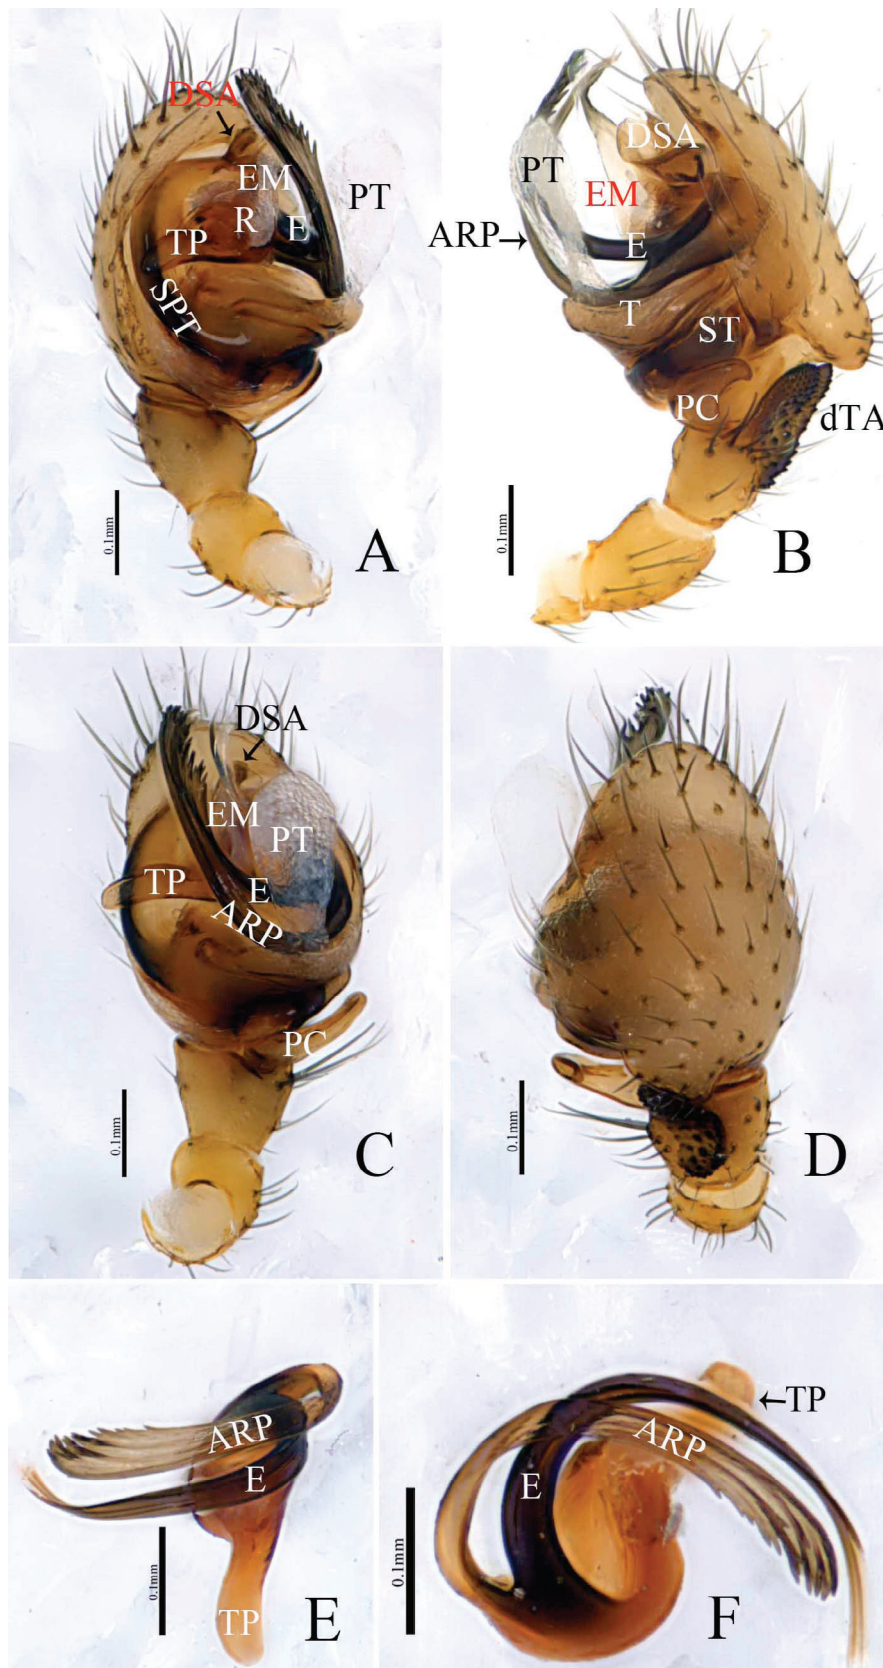 DSA
EM
PT
R
E
TP
SPT
0.1mm
A
DSA
PT
EM
ARP
E
T
ST
PC
dTA
0.1mm
B
DSA
EM
PT
TP
E
ARP
PC
0.1mm
C
0.1mm
D
ARP
E
0.1mm
TP
E
TP
ARP
E
0.1mm
F